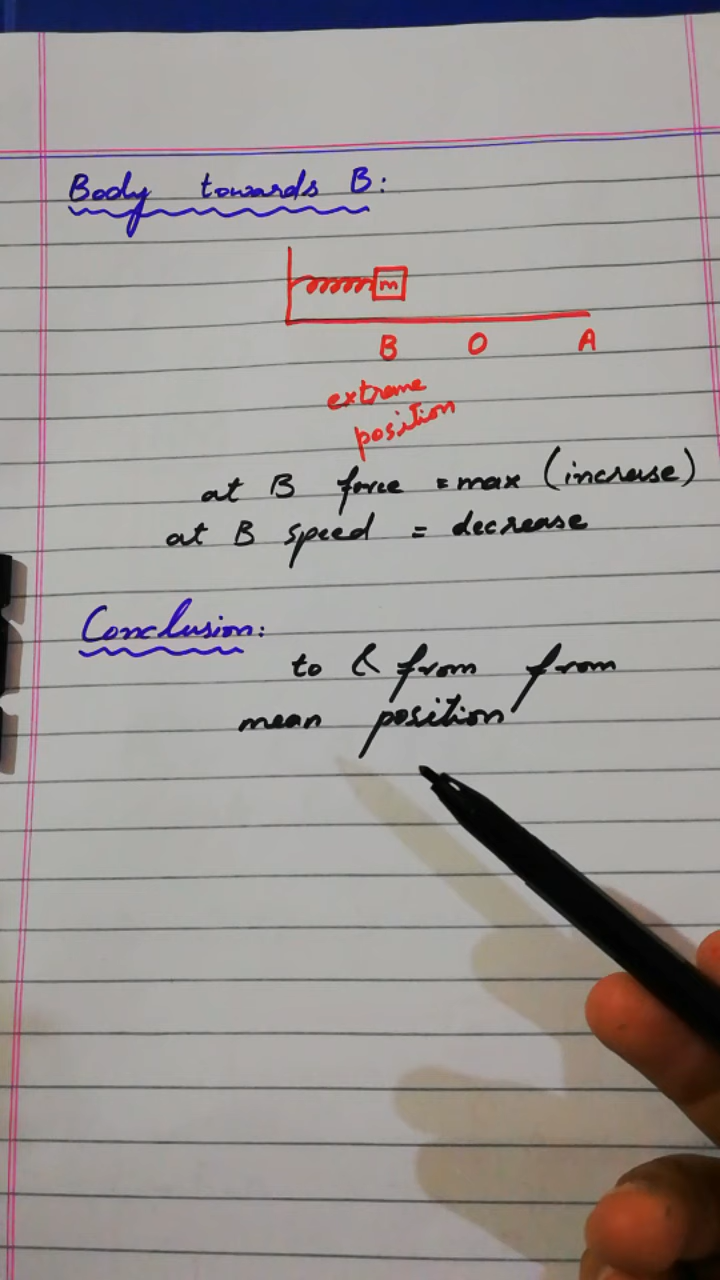 Body towards B:
m
B O A
extreme
position
at B force = max (increase)
at B speed = decrease
Conclusion:
to & from from
mean position